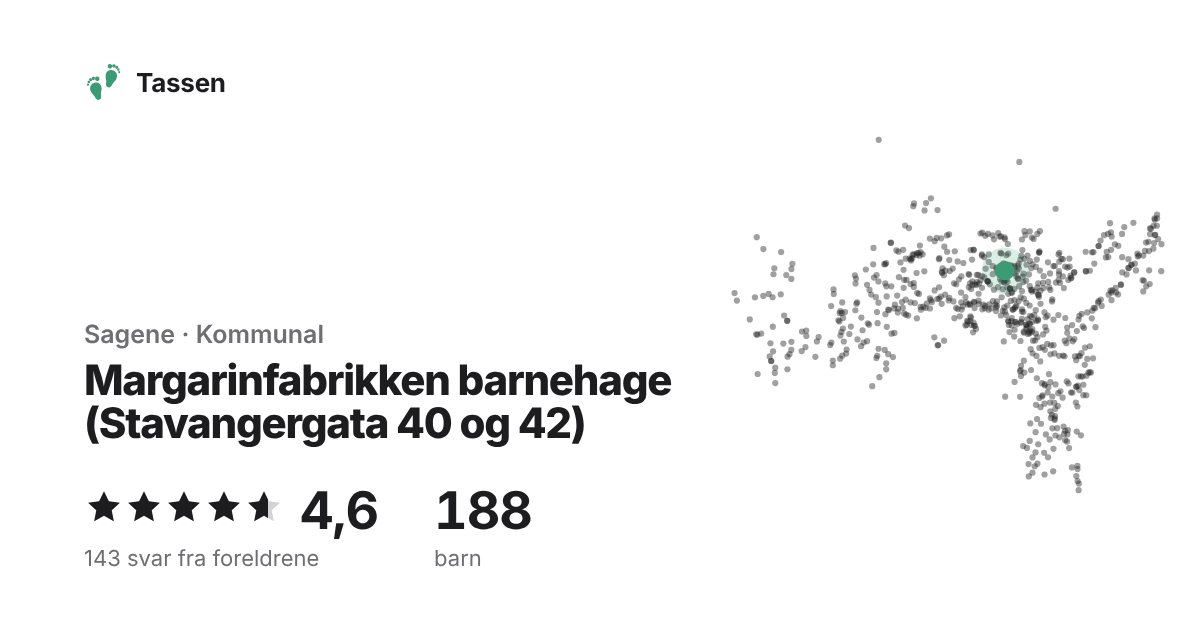 Tassen
Sagene · Kommunal
Margarinfabrikken barnehage
(Stavangergata 40 og 42)
4,6
188
143 svar fra foreldrene
barn